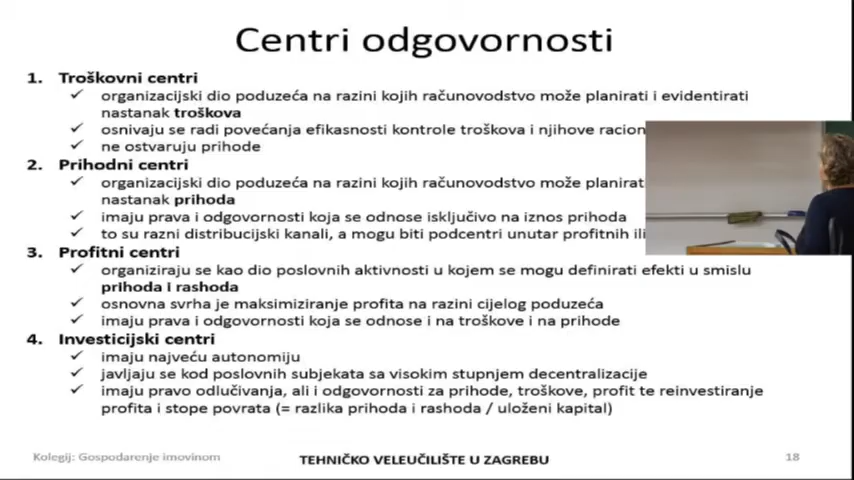 Centri odgovornosti
1. Troškovni centri
✓ organizacijski dio poduzeća na razini kojih računovodstvo može planirati i evidentirati
nastanak troškova
✓ osnivaju se radi povećanja efikasnosti kontrole troškova i njihove
✓ ne ostvaruju prihode
2. Prihodni centri
✓ organizacijski dio poduzeća na razini kojih računovodstvo može
nastanak prihoda
✓ imaju prava i odgovornosti koja se odnose isključivo na iznos prihoda
✓ to su razni distribucijski kanali, a mogu biti podcentri unutar profitnih ili
3. Profitni centri
✓ organiziraju se kao dio poslovnih aktivnosti u kojem se mogu definirati efekti u smislu
prihoda i rashoda
✓ osnovna svrha je maksimiziranje profita na razini cijelog poduzeća
✓ imaju prava i odgovornosti koja se odnose i na troškove i na prihode
4. Investicijski centri
✓ imaju najveću autonomiju
✓ javljaju se kod poslovnih subjekata sa visokim stupnjem decentralizacije
✓ imaju pravo odlučivanja, ali i odgovornosti za prihode, troškove, profit te reinvestiranje
profita i stope povrata (= razlika prihoda i rashoda / uloženi kapital)
Kolegij: Gospodarenje imovinom
TEHNIČKO VELEUČILIŠTE U ZAGREBU
18